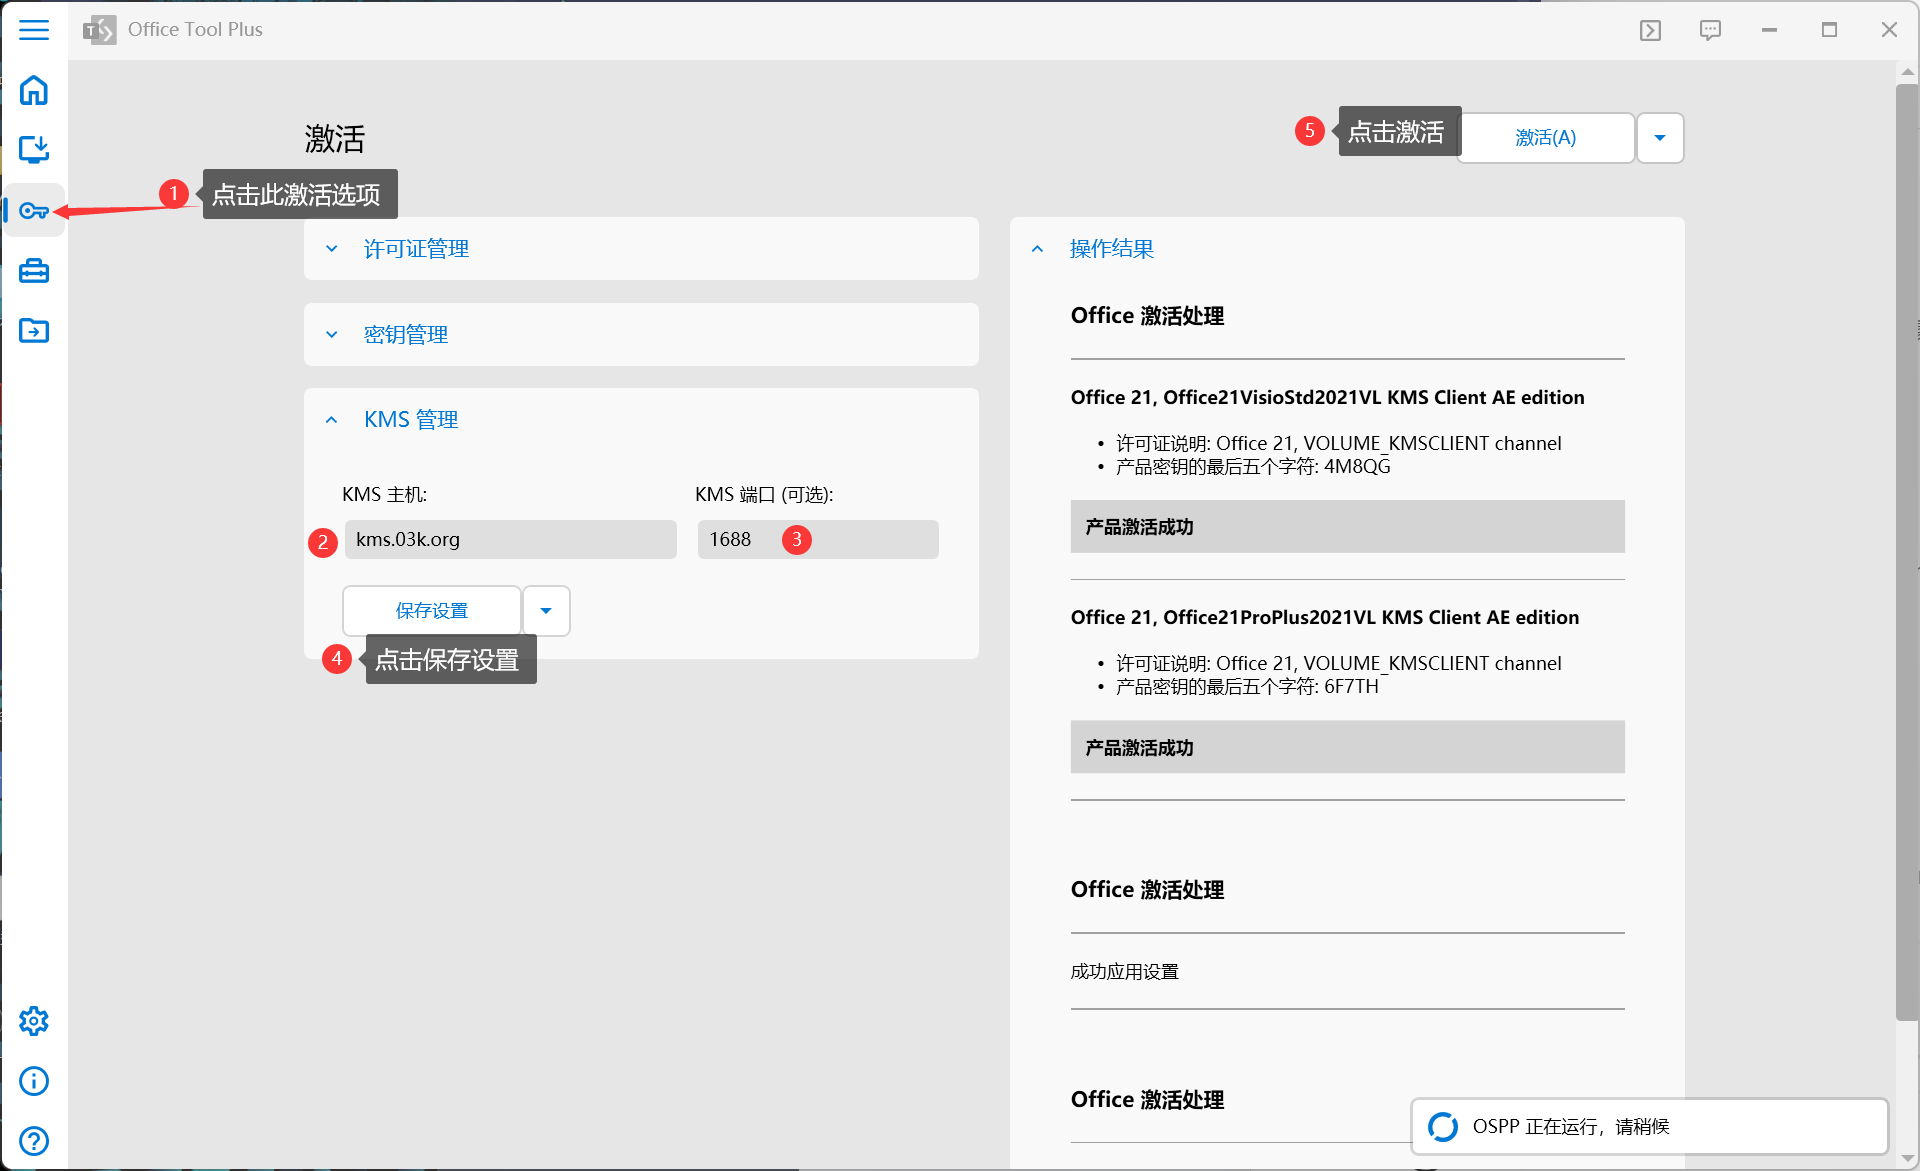 Office Tool Plus
激活
5
点击激活
激活(A)
1
点击此激活选项
许可证管理
密钥管理
KMS 管理
KMS 主机:
KMS 端口 (可选):
2
kms.03k.org
1688
3
保存设置
4
点击保存设置
操作结果
Office 激活处理
Office 21, Office21VisioStd2021VL KMS Client AE edition
• 许可证说明: Office 21, VOLUME_KMSCLIENT channel
• 产品密钥的最后五个字符: 4M8QG
产品激活成功
Office 21, Office21ProPlus2021VL KMS Client AE edition
• 许可证说明: Office 21, VOLUME_KMSCLIENT channel
• 产品密钥的最后五个字符: 6F7TH
产品激活成功
Office 激活处理
成功应用设置
Office 激活处理
OSPP 正在运行，请稍候